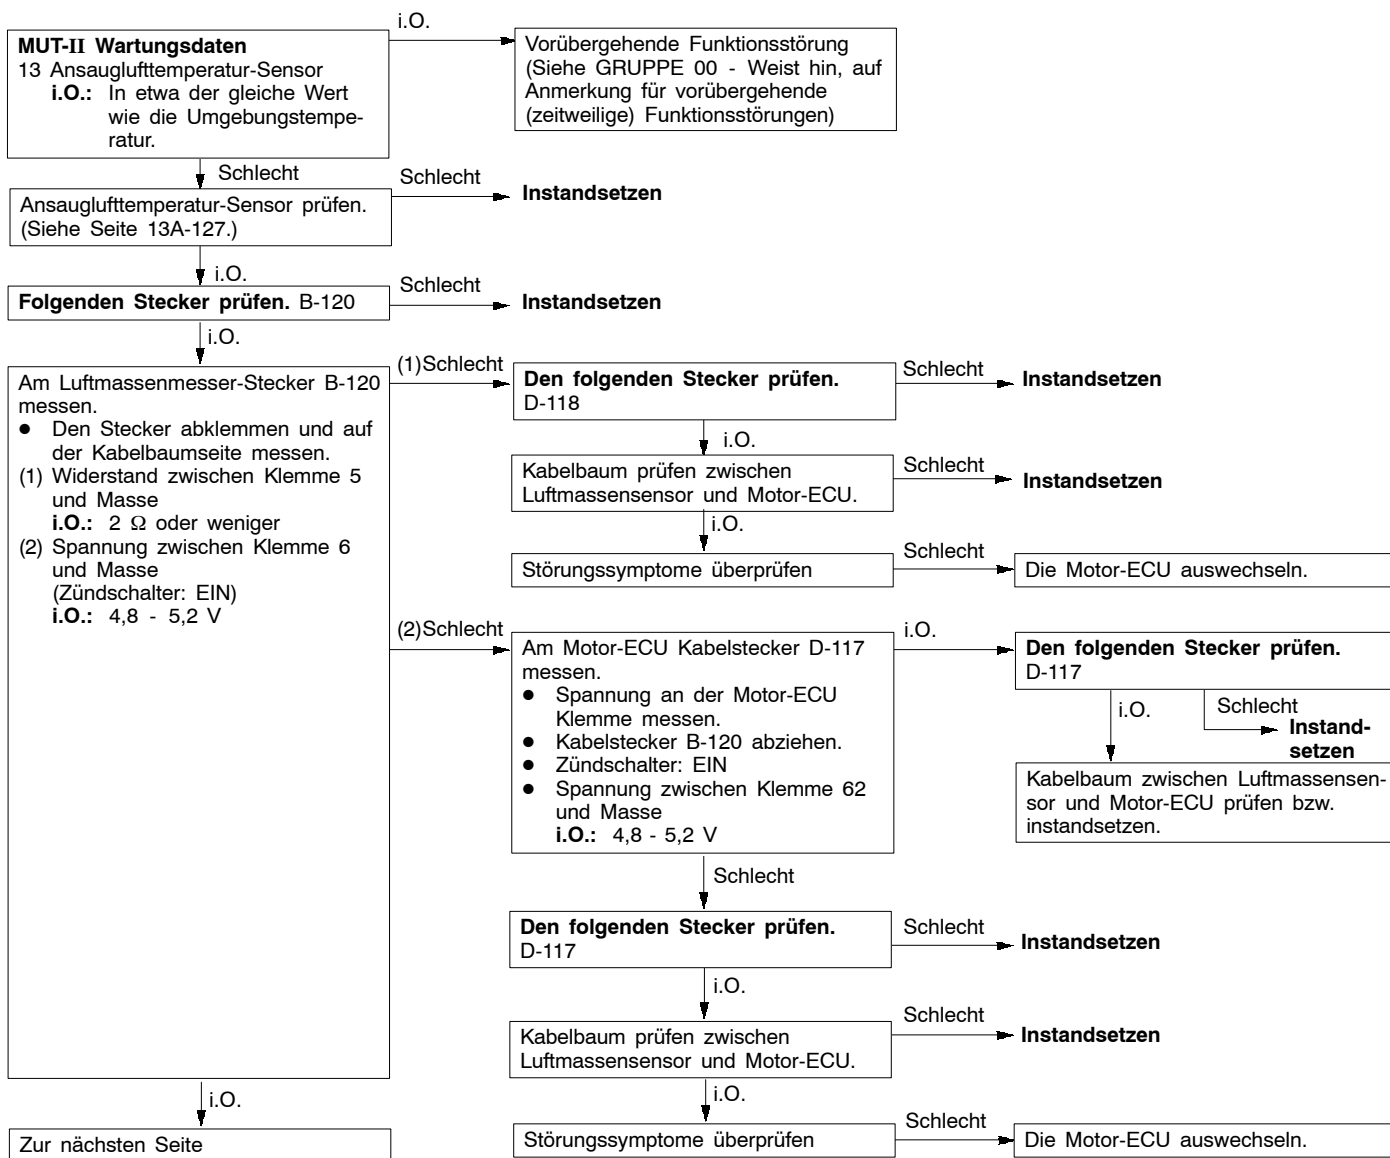 i.O.
MUT-II Wartungsdaten
13 Ansauglufttemperatur-Sensor
i.O.: In etwa der gleiche Wert
wie die Umgebungstempe-
ratur.
Vorübergehende Funktionsstörung
(Siehe GRUPPE 00 - Weist hin, auf
Anmerkung für vorübergehende
(zeitweilige) Funktionsstörungen)
Schlecht
Ansauglufttemperatur-Sensor prüfen.
(Siehe Seite 13A-127.)
Schlecht
Instandsetzen
i.O.
Folgenden Stecker prüfen. B-120
Schlecht
Instandsetzen
i.O.
Am Luftmassenmesser-Stecker B-120
messen.
● Den Stecker abklemmen und auf
der Kabelbaumseite messen.
(1) Widerstand zwischen Klemme 5
und Masse
i.O.: 2 Ω oder weniger
(2) Spannung zwischen Klemme 6
und Masse
(Zündschalter: EIN)
i.O.: 4,8 - 5,2 V
(1)Schlecht
Den folgenden Stecker prüfen.
D-118
Schlecht
Instandsetzen
i.O.
Kabelbaum prüfen zwischen
Luftmassensensor und Motor-ECU.
Schlecht
Instandsetzen
i.O.
Störungssymptome überprüfen
Schlecht
Die Motor-ECU auswechseln.
(2)Schlecht
Am Motor-ECU Kabelstecker D-117
messen.
● Spannung an der Motor-ECU
Klemme messen.
● Kabelstecker B-120 abziehen.
● Zündschalter: EIN
● Spannung zwischen Klemme 62
und Masse
i.O.: 4,8 - 5,2 V
i.O.
Den folgenden Stecker prüfen.
D-117
i.O.
Schlecht
Instand-
setzen
Kabelbaum zwischen Luftmassensen-
sor und Motor-ECU prüfen bzw.
instandsetzen.
Schlecht
Den folgenden Stecker prüfen.
D-117
Schlecht
Instandsetzen
i.O.
Kabelbaum prüfen zwischen
Luftmassensensor und Motor-ECU.
Schlecht
Instandsetzen
i.O.
Störungssymptome überprüfen
Schlecht
Die Motor-ECU auswechseln.
i.O.
Zur nächsten Seite